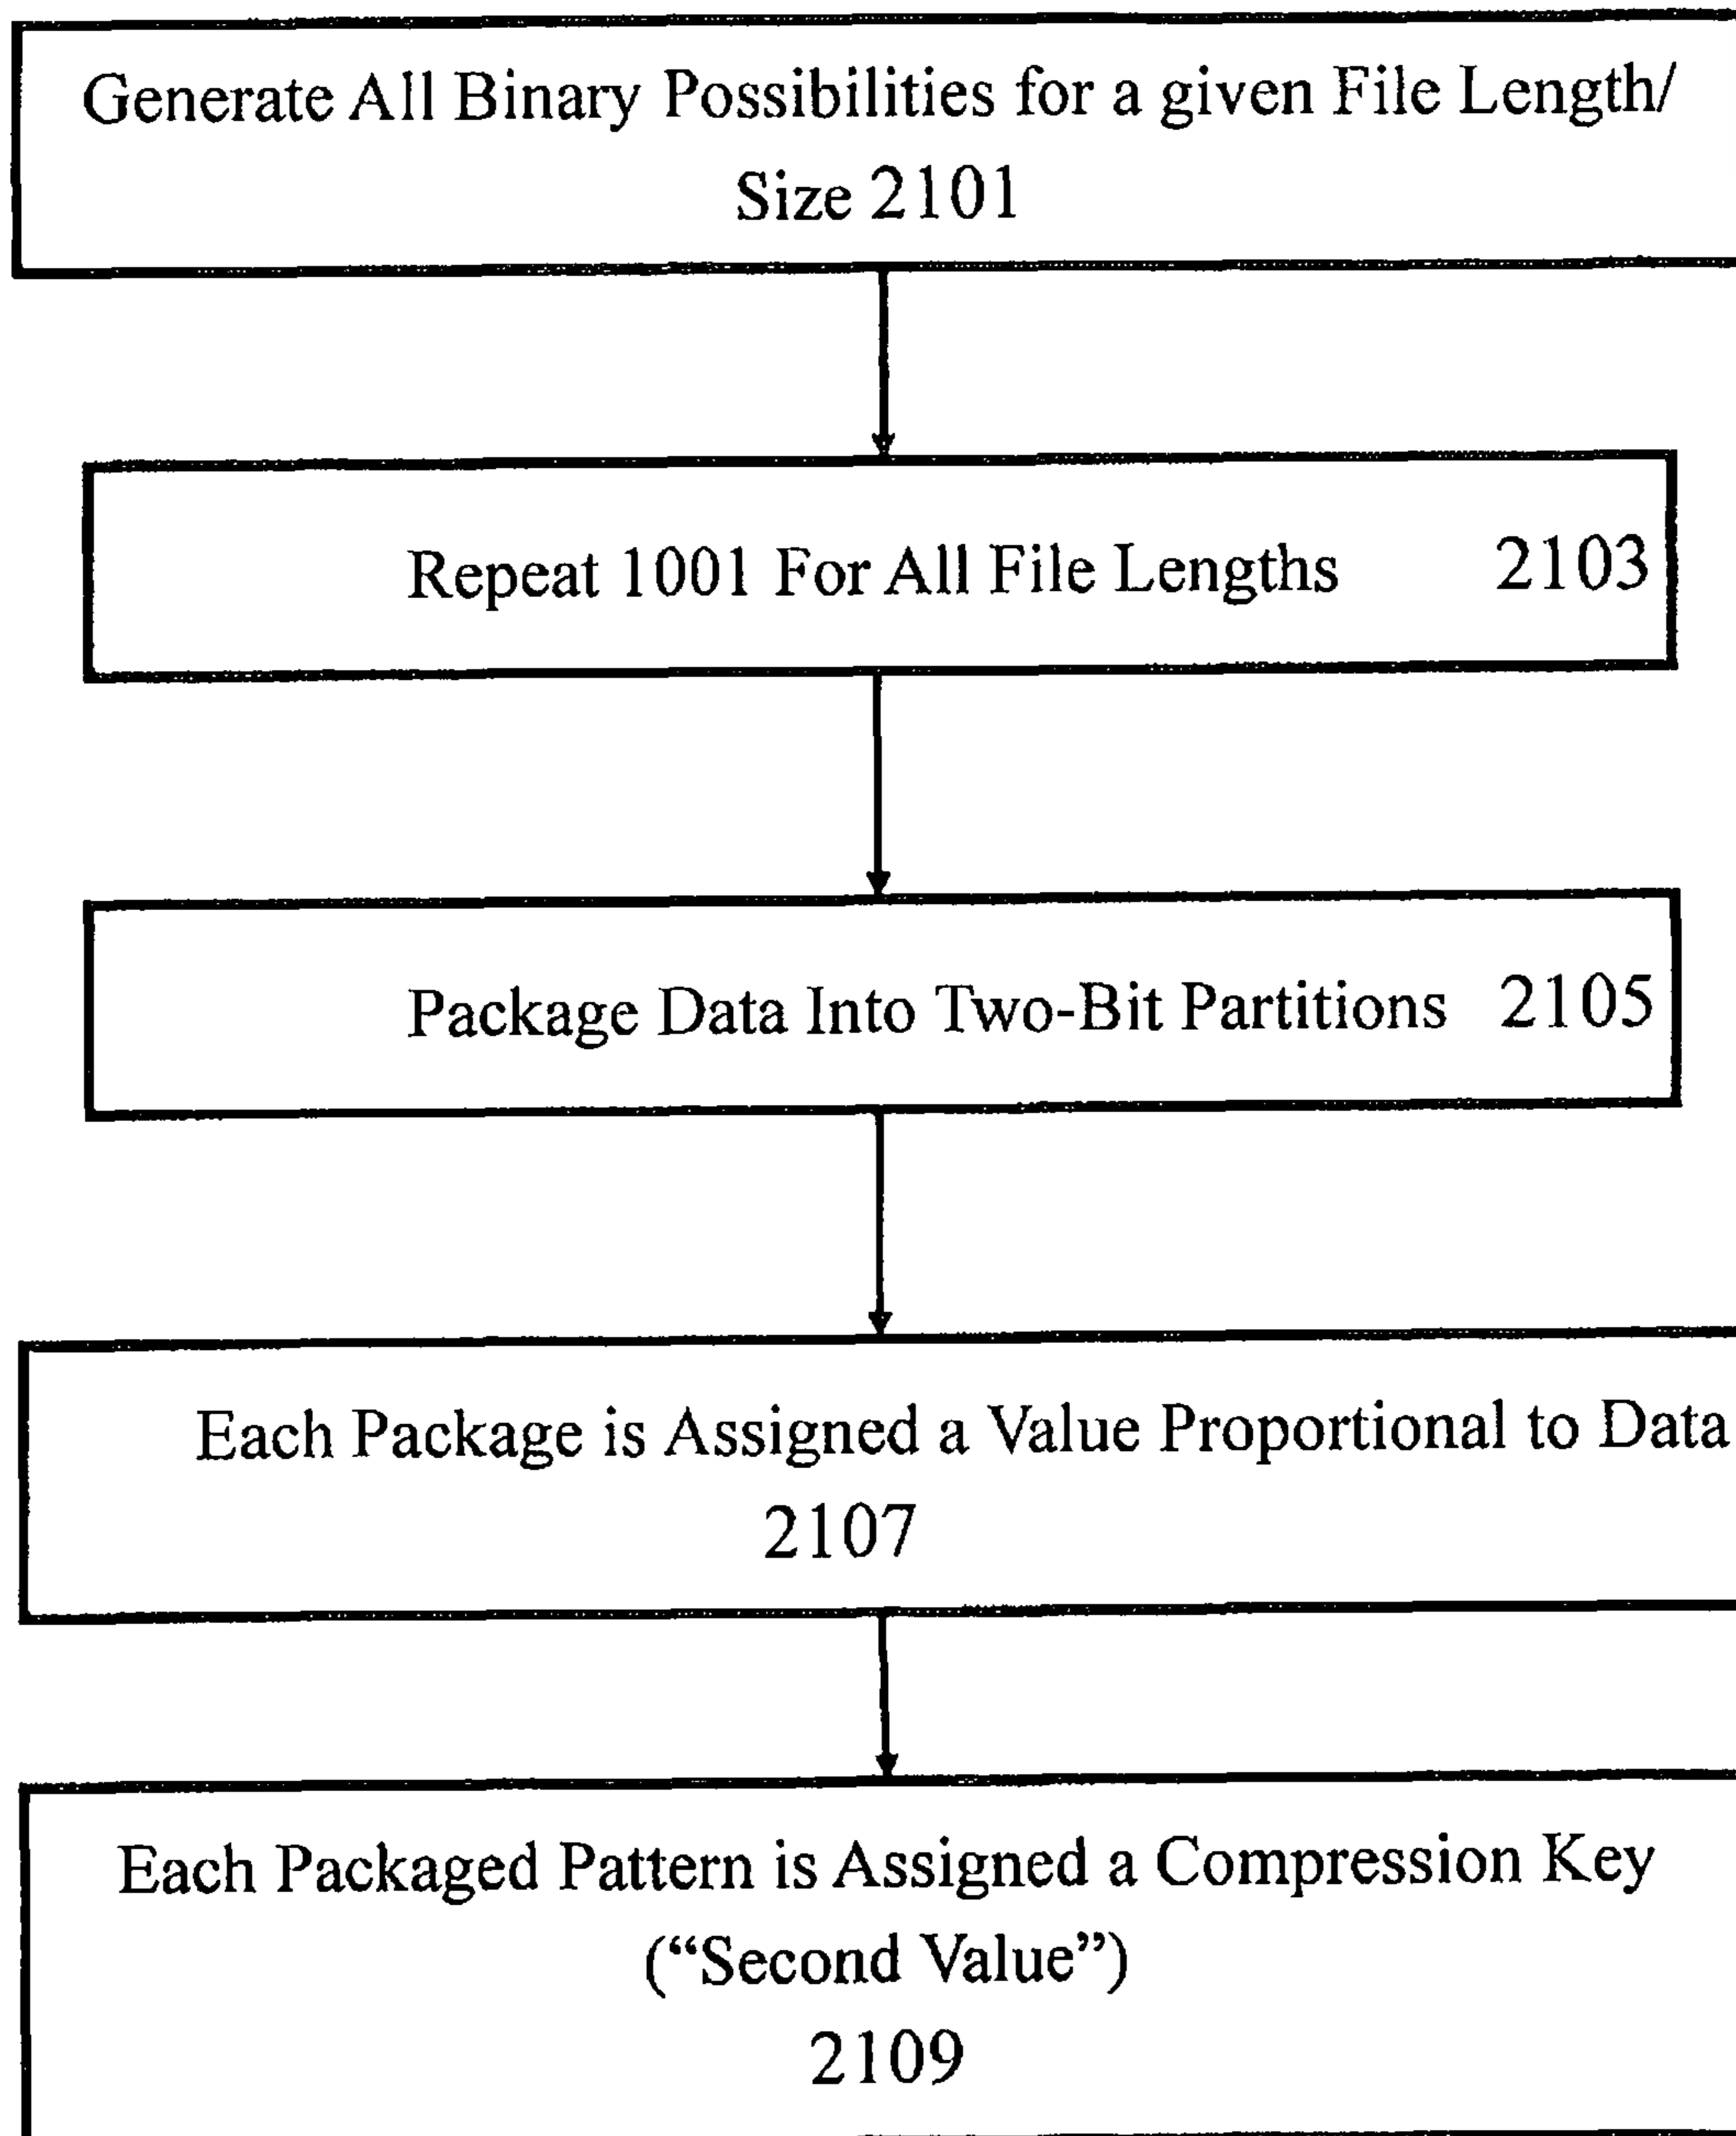 Generate All Binary Possibilities for a given File Length/
Size 2101
Repeat 1001 For All File Lengths 2103
Package Data Into Two-Bit Partitions 2105
Each Package is Assigned a Value Proportional to Data
2107
Each Packaged Pattern is Assigned a Compression Key
(“Second Value”)
2109